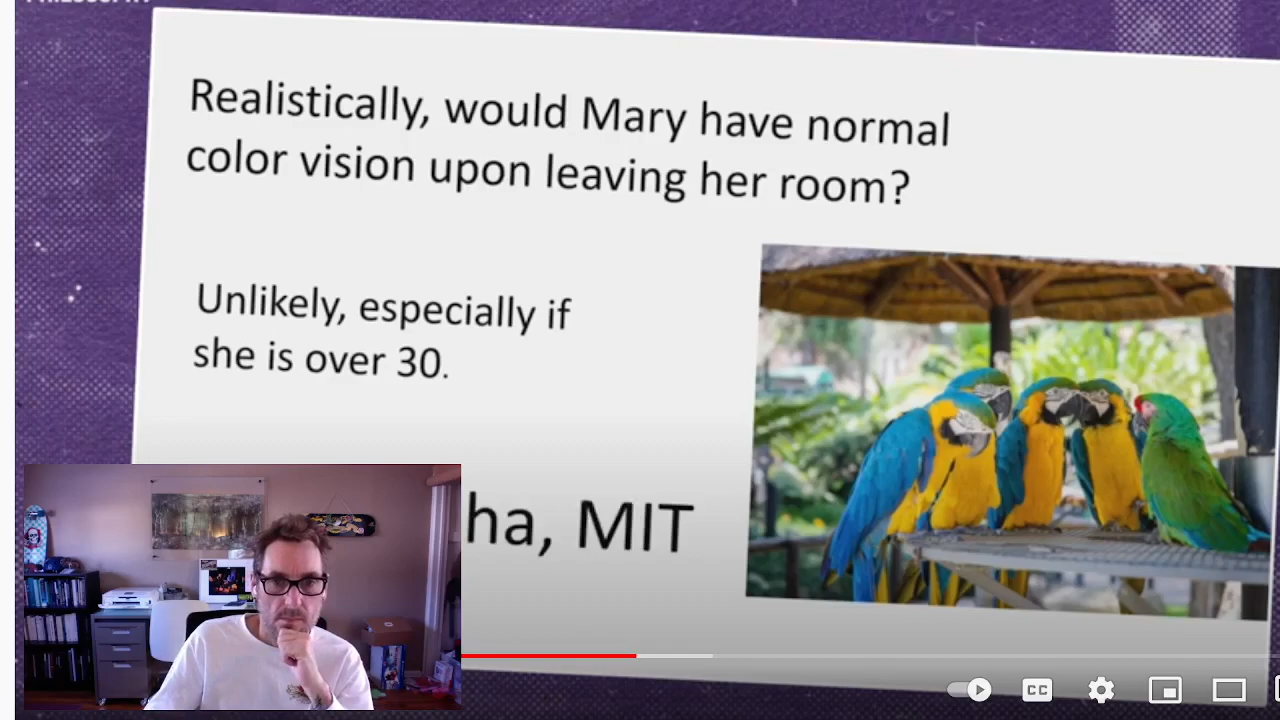 Realistically, would Mary have normal
color vision upon leaving her room?
Unlikely, especially if
she is over 30.
ha, MIT
CC